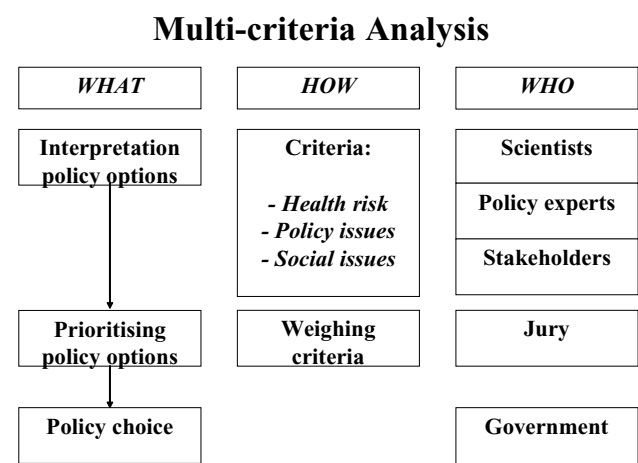 Multi-criteria Analysis
WHAT
HOW
WHO
Interpretation
policy options
Criteria:
- Health risk
- Policy issues
- Social issues
Scientists
Policy experts
Stakeholders
Prioritising
policy options
Weighing
criteria
Jury
Policy choice
Government